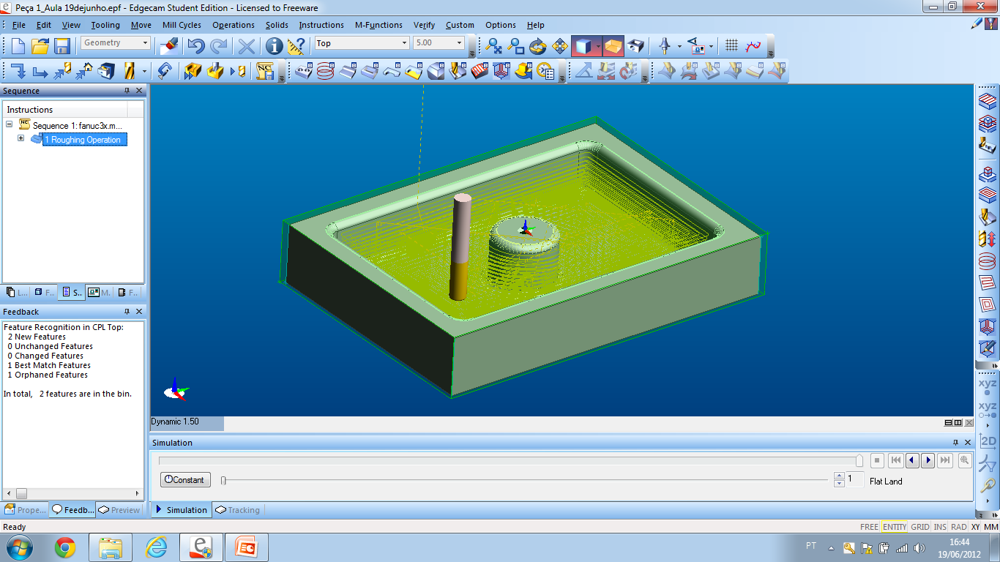 Peça 1_Aula 19dejunho.epf - Edgecam Student Edition - Licensed to Freeware
File Edit View Tooling Move Mill Cycles Operations Solids Instructions M-Functions Verify Custom Options Help
Geometry Top 5.00
Sequence
Instructions
Sequence 1: fanuc3x.m...
1 Roughing Operation
L... F.. S.. M. F..
Feedback
Feature Recognition in CPL Top:
2 New Features
0 Unchanged Features
0 Changed Features
1 Best Match Features
1 Orphaned Features
In total, 2 features are in the bin.
Prope... Feedb... Preview
Dynamic 1.50
Simulation
Constant 1 Flat Land
Simulation Tracking
xyz
xyz
2D
Ready FREE ENTITY GRID INS RAD XY MM
PT 16:44
19/06/2012